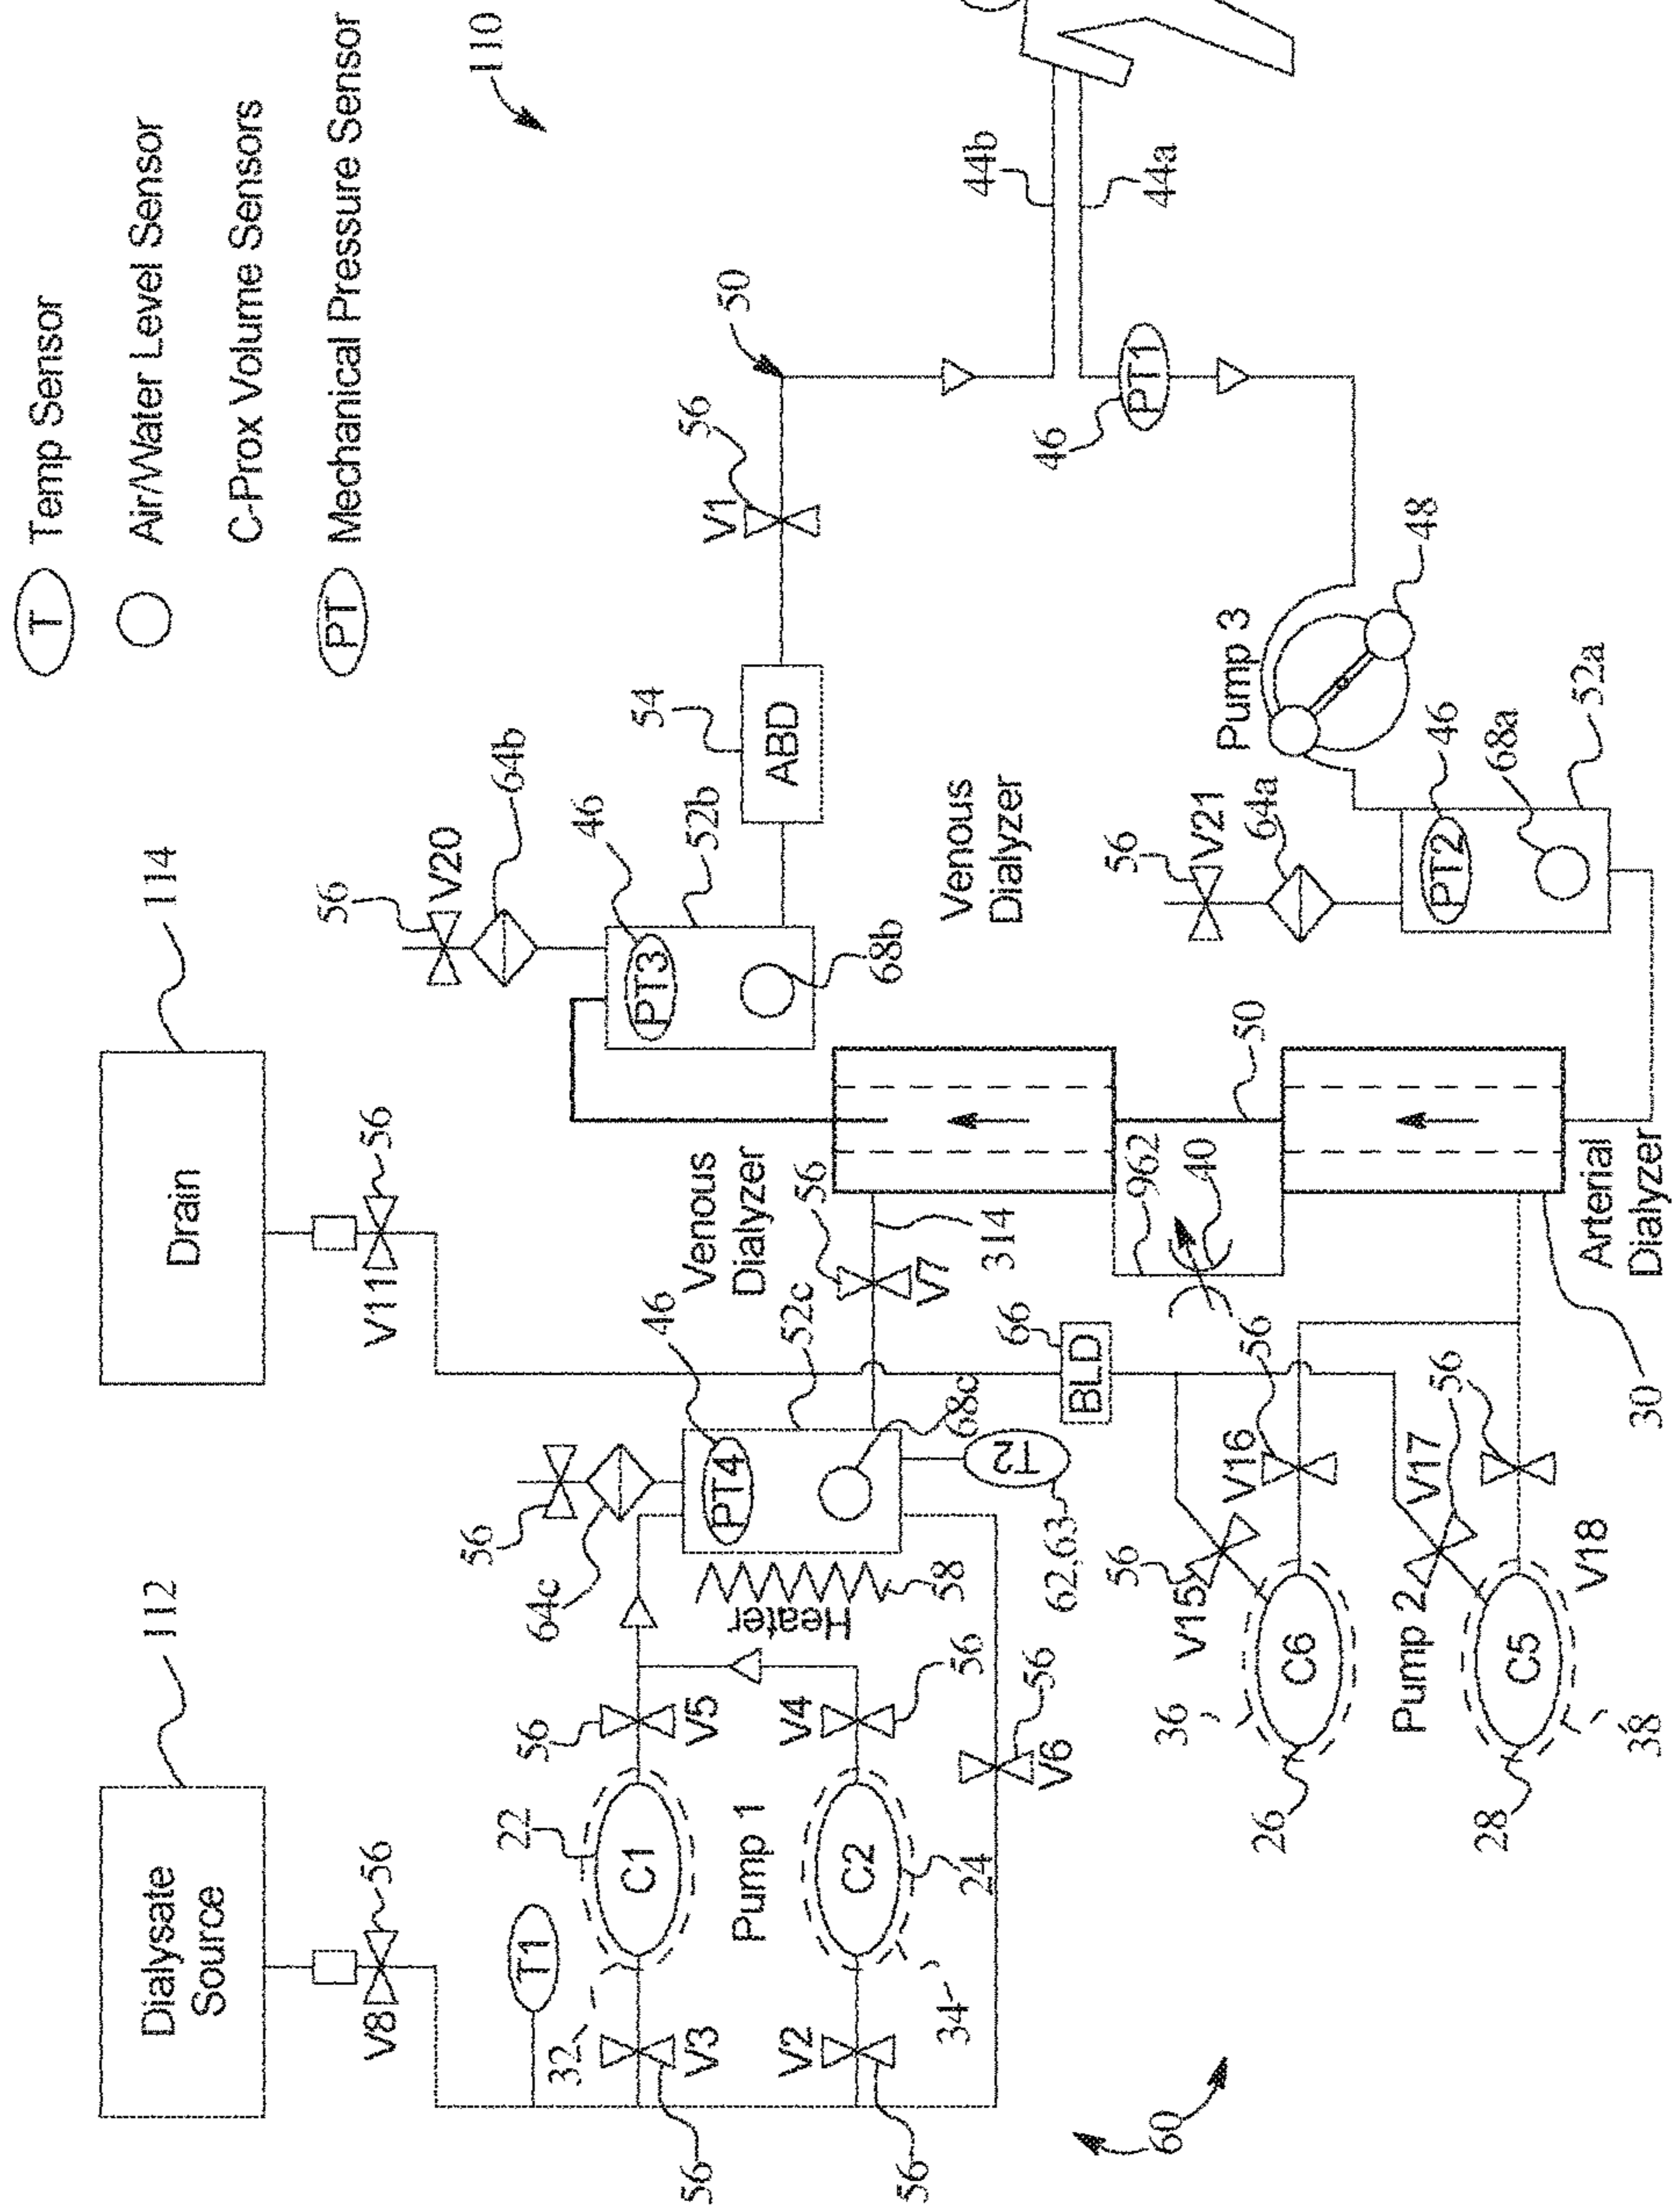 T Temp Sensor
Air/Water Level Sensor
C-Prox Volume Sensors
PT Mechanical Pressure Sensor
110
112
Dialysate
Source
114
Drain
V8
56
V11
56
56
V20
64b
T1
32
22
56
64c
56
46
46
52b
54
C1
V3
V5
PT4
PT3
ABD
V1
56
50
56
Pump 1
Heater
58
52c
Venous
Dialyzer
68b
V2
C2
V4
68c
56
V7
314
56
34
24
56
T2
62,63
66
BLD
Venous
Dialyzer
44b
44a
60
V6
56
962
40
50
46
PT1
36
V15
56
V16
56
56
V21
64a
Pump 3
26
C6
Pump 2
V17
56
56
46
PT2
48
68a
28
C5
V18
38
30
Arterial
Dialyzer
52a